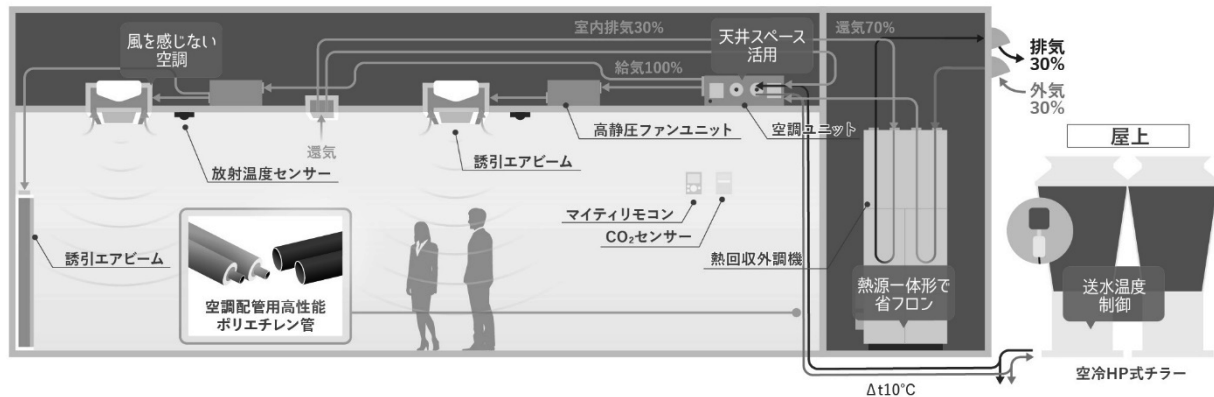 風を感じない
空調
室内排気30%
天井スペース
活用
還気70%
排気
30%
給気100%
外気
30%
高静圧ファンユニット
空調ユニット
屋上
還気
誘引エアビーム
放射温度センサー
マイティリモコン
CO₂センサー
誘引エアビーム
熱回収外調機
空調配管用高性能
ポリエチレン管
熱源一体形で
省フロン
送水温度
制御
空冷HP式チラー
Δt10℃